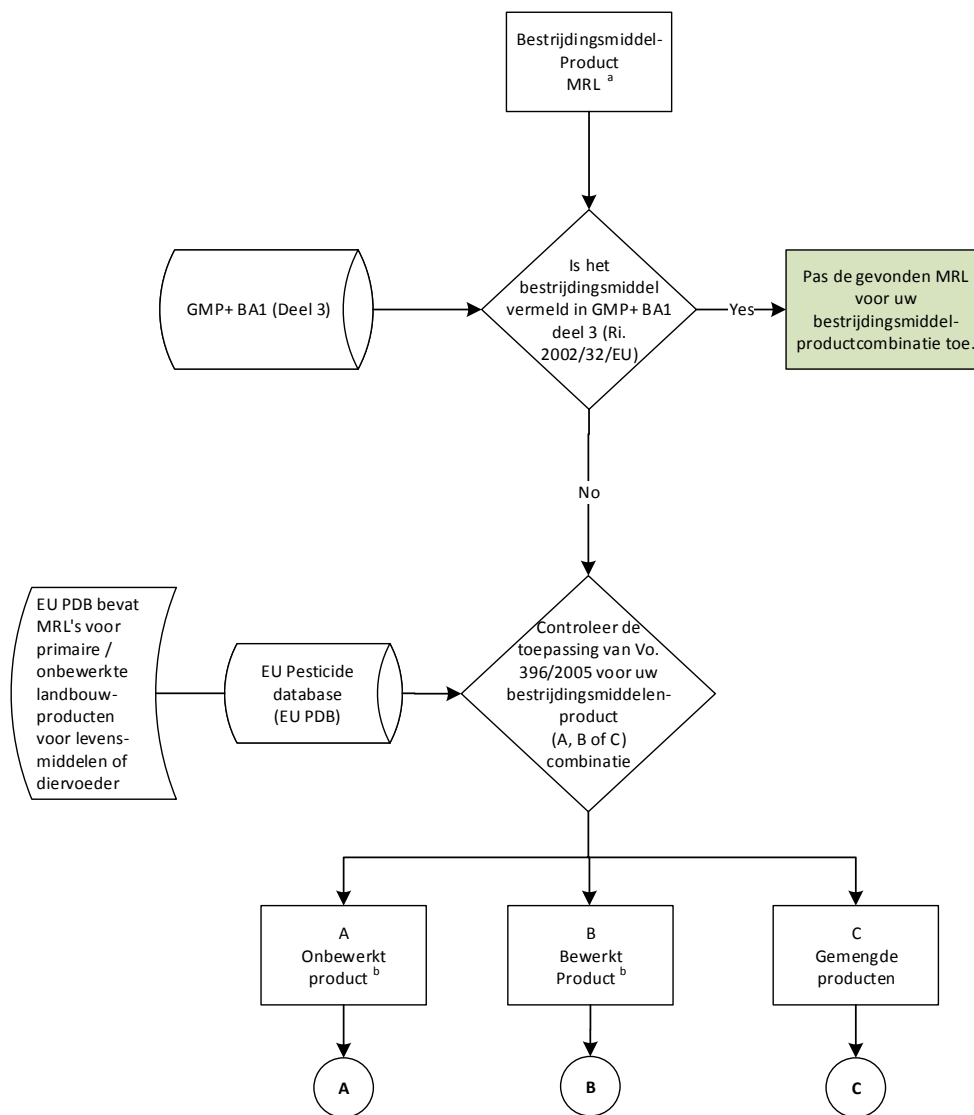 Bestrijdingsmiddel-
Product
MRL a
GMP+ BA1 (Deel 3)
Is het
bestrijdingsmiddel
vermeld in GMP+ BA1
deel 3 (Ri.
2002/32/EU)
Yes
Pas de gevonden MRL
voor uw
bestrijdingsmiddel-
productcombinatie toe.
No
EU PDB bevat
MRL's voor
primaire /
onbewerkte
landbouw-
producten
voor levens-
middelen of
diervoeder
EU Pesticide
database
(EU PDB)
Controleer de
toepassing van Vo.
396/2005 voor uw
bestrijdingsmiddelen-
product
(A, B of C)
combinatie
A
Onbewerkt
product b
B
Bewerkt
Product b
C
Gemengde
producten
A
B
C